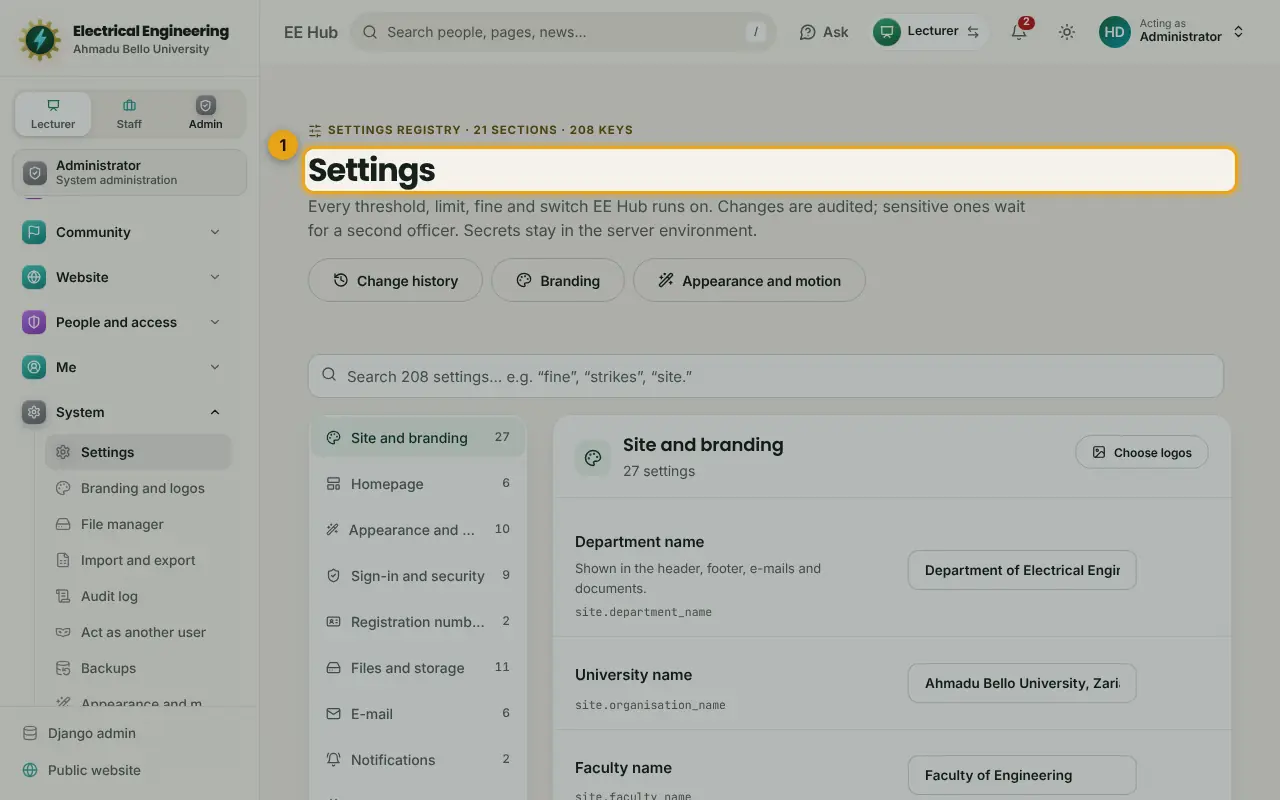 Electrical Engineering
Ahmadu Bello University
EE Hub
Search people, pages, news...
/
Ask
Lecturer
2
HD
Acting as
Administrator
Lecturer
Staff
Admin
Administrator
System administration
Community
Website
People and access
Me
System
Settings
Branding and logos
File manager
Import and export
Audit log
Act as another user
Backups
Appearance and m
Django admin
Public website
SETTINGS REGISTRY · 21 SECTIONS · 208 KEYS
1
Settings
Every threshold, limit, fine and switch EE Hub runs on. Changes are audited; sensitive ones wait
for a second officer. Secrets stay in the server environment.
Change history
Branding
Appearance and motion
Search 208 settings... e.g. “fine”, “strikes”, “site.”
Site and branding 27
Homepage 6
Appearance and ... 10
Sign-in and security 9
Registration numb... 2
Files and storage 11
E-mail 6
Notifications 2
Site and branding
27 settings
Choose logos
Department name
Shown in the header, footer, e-mails and
documents.
site.department_name
Department of Electrical Engir
University name
site.organisation_name
Ahmadu Bello University, Zari
Faculty name
site.faculty_name
Faculty of Engineering